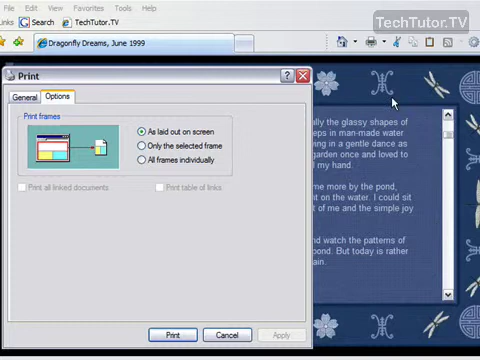 TechTutor.TV
File Edit View Favorites Tools Help
Links Google Search TechTutor.TV
Dragonfly Dreams, June 1999
Print
General Options
Print frames
As laid out on screen
Only the selected frame
All frames individually
Print all linked documents Print table of links
Print Cancel Apply
ally the glassy shapes of
eps in man-made water
ing in a gentle dance as
garden once and loved to
my hand.
me more by the pond,
nt on the water. I could sit
t of me and the simple joy
nd watch the patterns of
pond. But today is rather
ain.